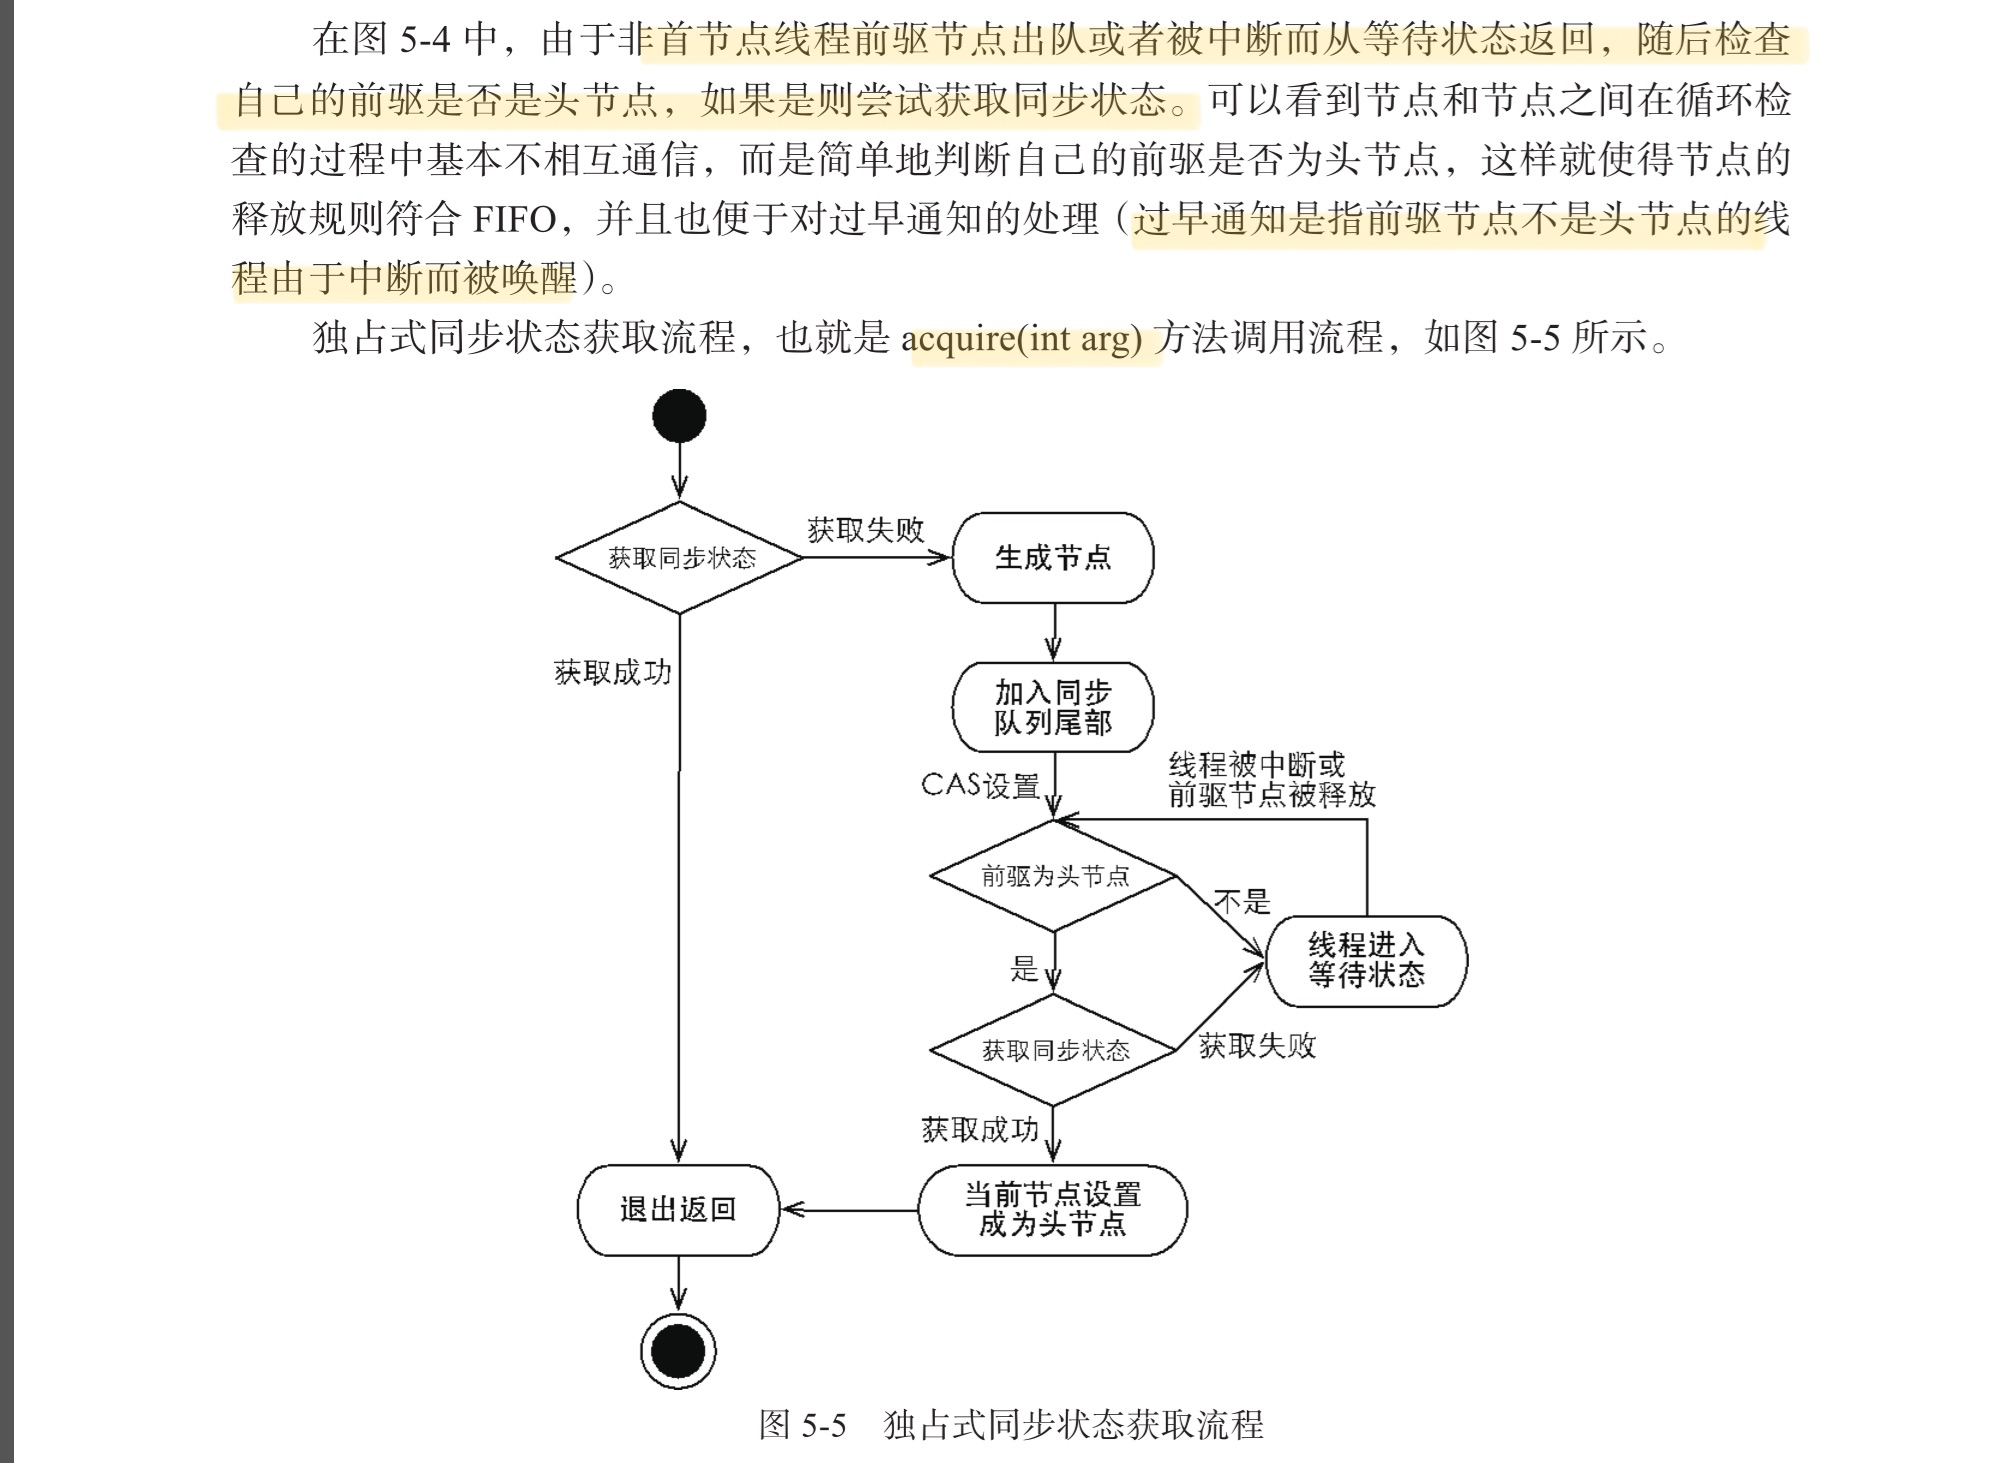 在图 5-4 中，由于非首节点线程前驱节点出队或者被中断而从等待状态返回，随后检查
自己的前驱是否是头节点，如果是则尝试获取同步状态。可以看到节点和节点之间在循环检
查的过程中基本不相互通信，而是简单地判断自己的前驱是否为头节点，这样就使得节点的
释放规则符合 FIFO，并且也便于对过早通知的处理（过早通知是指前驱节点不是头节点的线
程由于中断而被唤醒）。
独占式同步状态获取流程，也就是 acquire(int arg) 方法调用流程，如图 5-5 所示。
获取同步状态
获取失败
生成节点
获取成功
加入同步
队列尾部
CAS设置
线程被中断或
前驱节点被释放
前驱为头节点
不是
线程进入
等待状态
是
获取同步状态
获取失败
获取成功
当前节点设置
成为头节点
退出返回
图 5-5 独占式同步状态获取流程